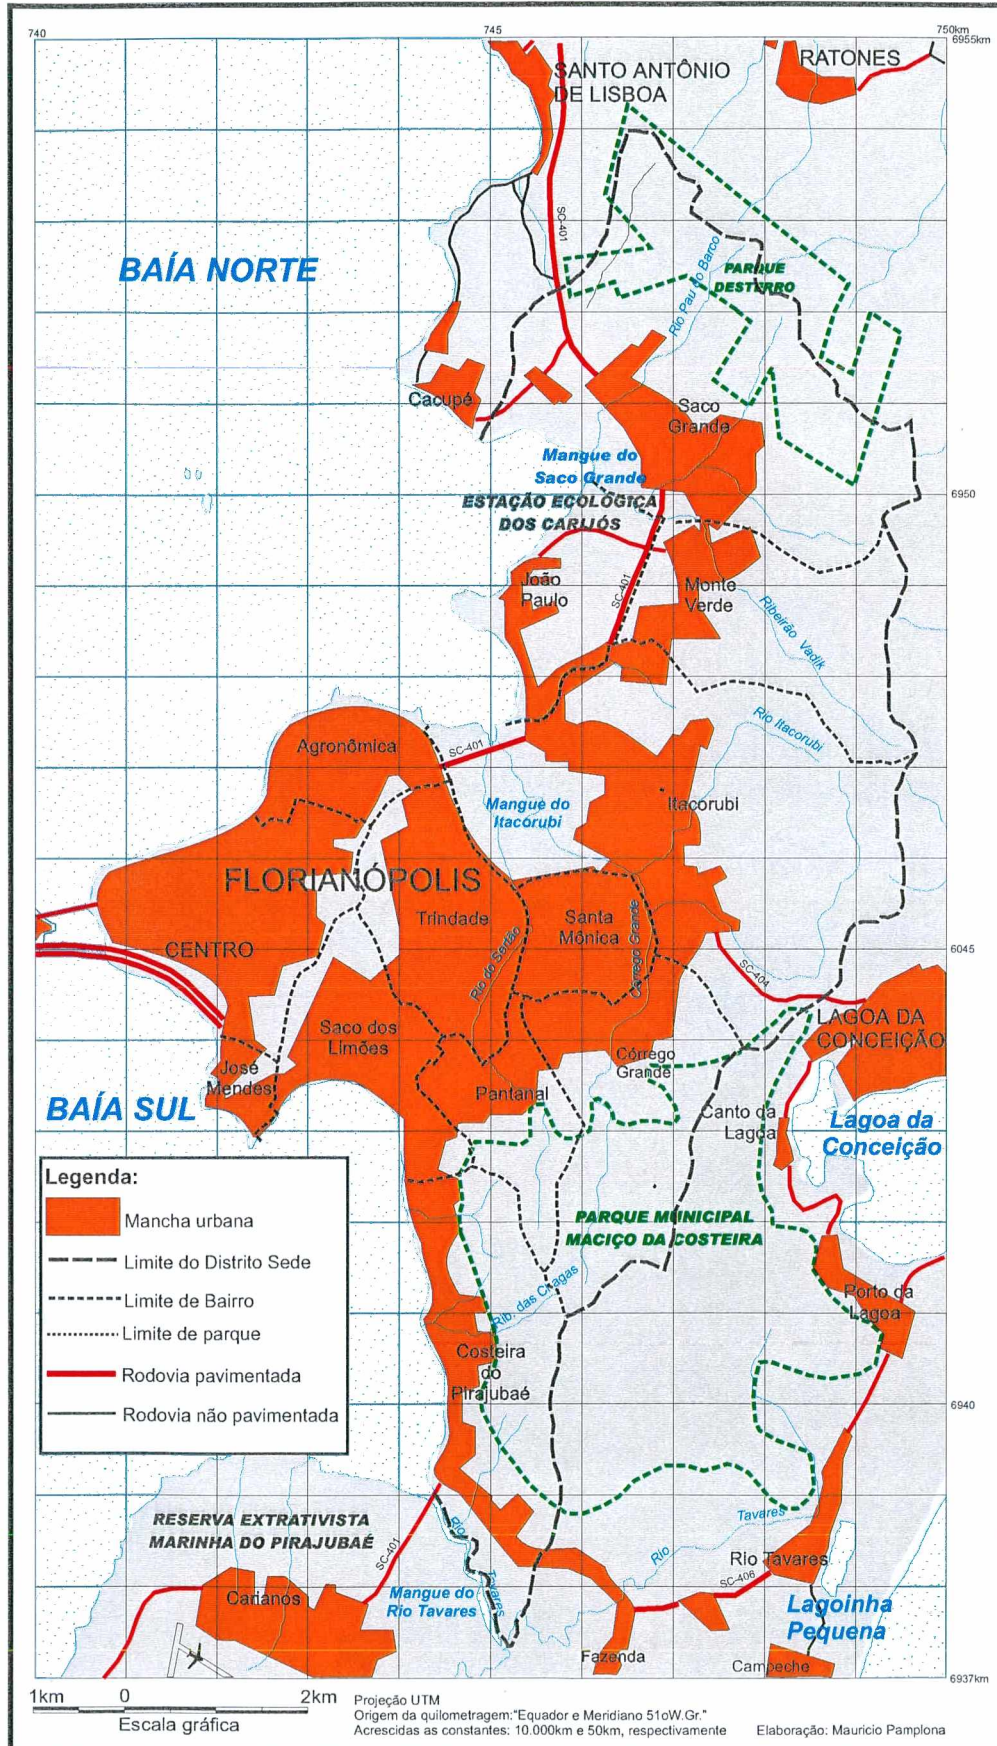 740
745
750km
6955km
RATONES
SANTO ANTÔNIO
DE LISBOA
SC-401
BAÍA NORTE
Rio Pau do Barco
PARQUE
DESTERRO
Cacupé
Saco
Grande
Mangue do
Saco Grande
ESTAÇÃO ECOLÓGICA
DOS CARIJÓS
6950
João
Paulo
SC-401
Monte
Verde
Ribeirão Vadik
Rio Itacorubi
Agronômica
SC-401
Mangue do
Itacorubi
Itacorubi
FLORIANÓPOLIS
Trindade
Santa
Mônica
Rio do Sertão
Córrego Grande
CENTRO
6045
SC-404
Saco dos
Limões
LAGOA DA
CONCEIÇÃO
José
Mendes
Córrego
Grande
Pantanal
BAÍA SUL
Canto da
Lagoa
Lagoa da
Conceição
Legenda:
Mancha urbana
Limite do Distrito Sede
Limite de Bairro
Limite de parque
Rodovia pavimentada
Rodovia não pavimentada
PARQUE MUNICIPAL
MACIÇO DA COSTEIRA
Rib. das Chagas
Porto da
Lagoa
Costeira
do
Pirajubaé
6940
RESERVA EXTRATIVISTA
MARINHA DO PIRAJUBAÉ
SC-401
Rio
Tavares
Rio
Tavares
Rio Tavares
SC-406
Carianos
Mangue do
Rio Tavares
Lagoinha
Pequena
Fazenda
Campeche
6937km
1km 0 2km
Escala gráfica
Projeção UTM
Origem da quilometragem:"Equador e Meridiano 51oW.Gr."
Acrescidas as constantes: 10.000km e 50km, respectivamente
Elaboração: Mauricio Pamplona